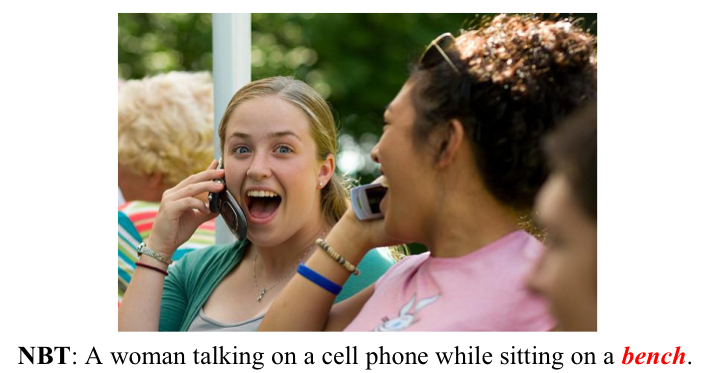 NBT: A woman talking on a cell phone while sitting on a bench.